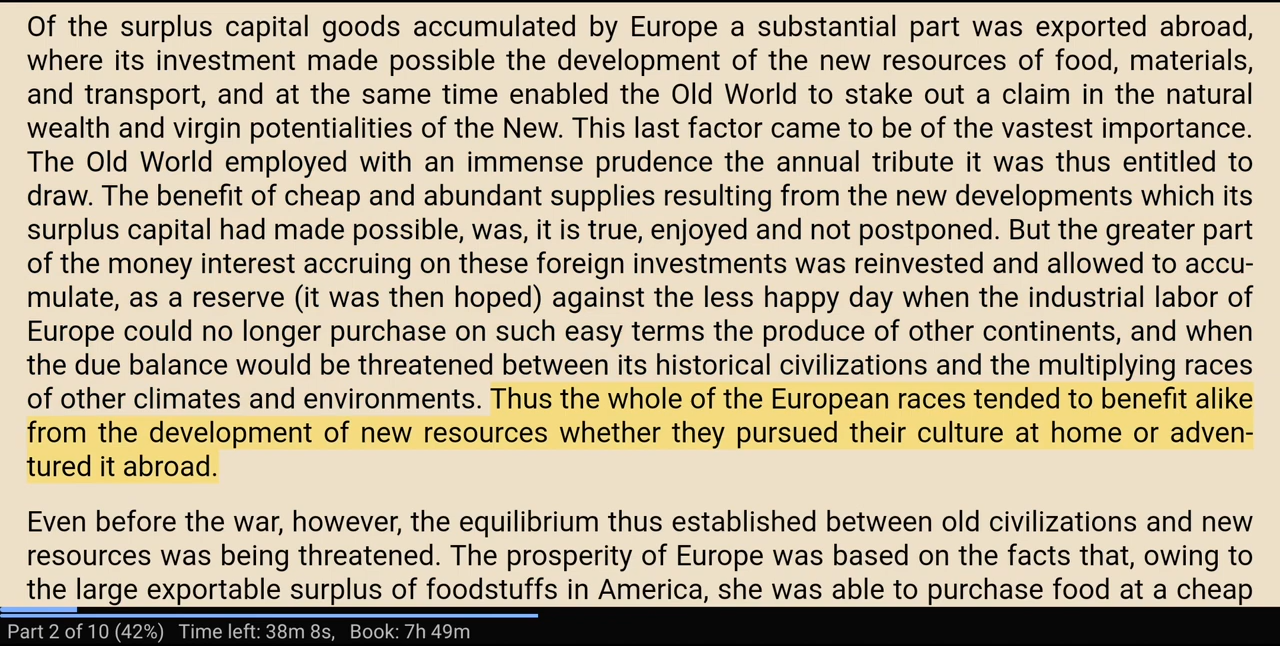 Of the surplus capital goods accumulated by Europe a substantial part was exported abroad,
where its investment made possible the development of the new resources of food, materials,
and transport, and at the same time enabled the Old World to stake out a claim in the natural
wealth and virgin potentialities of the New. This last factor came to be of the vastest importance.
The Old World employed with an immense prudence the annual tribute it was thus entitled to
draw. The benefit of cheap and abundant supplies resulting from the new developments which its
surplus capital had made possible, was, it is true, enjoyed and not postponed. But the greater part
of the money interest accruing on these foreign investments was reinvested and allowed to accu-
mulate, as a reserve (it was then hoped) against the less happy day when the industrial labor of
Europe could no longer purchase on such easy terms the produce of other continents, and when
the due balance would be threatened between its historical civilizations and the multiplying races
of other climates and environments. Thus the whole of the European races tended to benefit alike
from the development of new resources whether they pursued their culture at home or adven-
tured it abroad.
Even before the war, however, the equilibrium thus established between old civilizations and new
resources was being threatened. The prosperity of Europe was based on the facts that, owing to
the large exportable surplus of foodstuffs in America, she was able to purchase food at a cheap
Part 2 of 10 (42%) Time left: 38m 8s, Book: 7h 49m